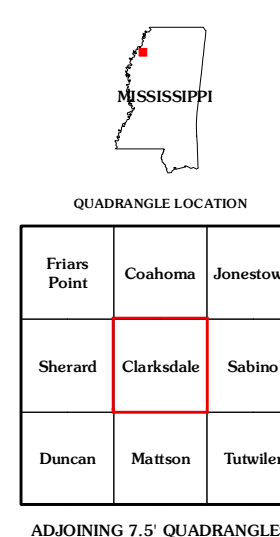 MISSISSIPPI
QUADRANGLE LOCATION
Friars
Point
Coahoma
Jonestow
Sherard
Clarksdale
Sabino
Duncan
Mattson
Tutwiler
ADJOINING 7.5' QUADRANGLE